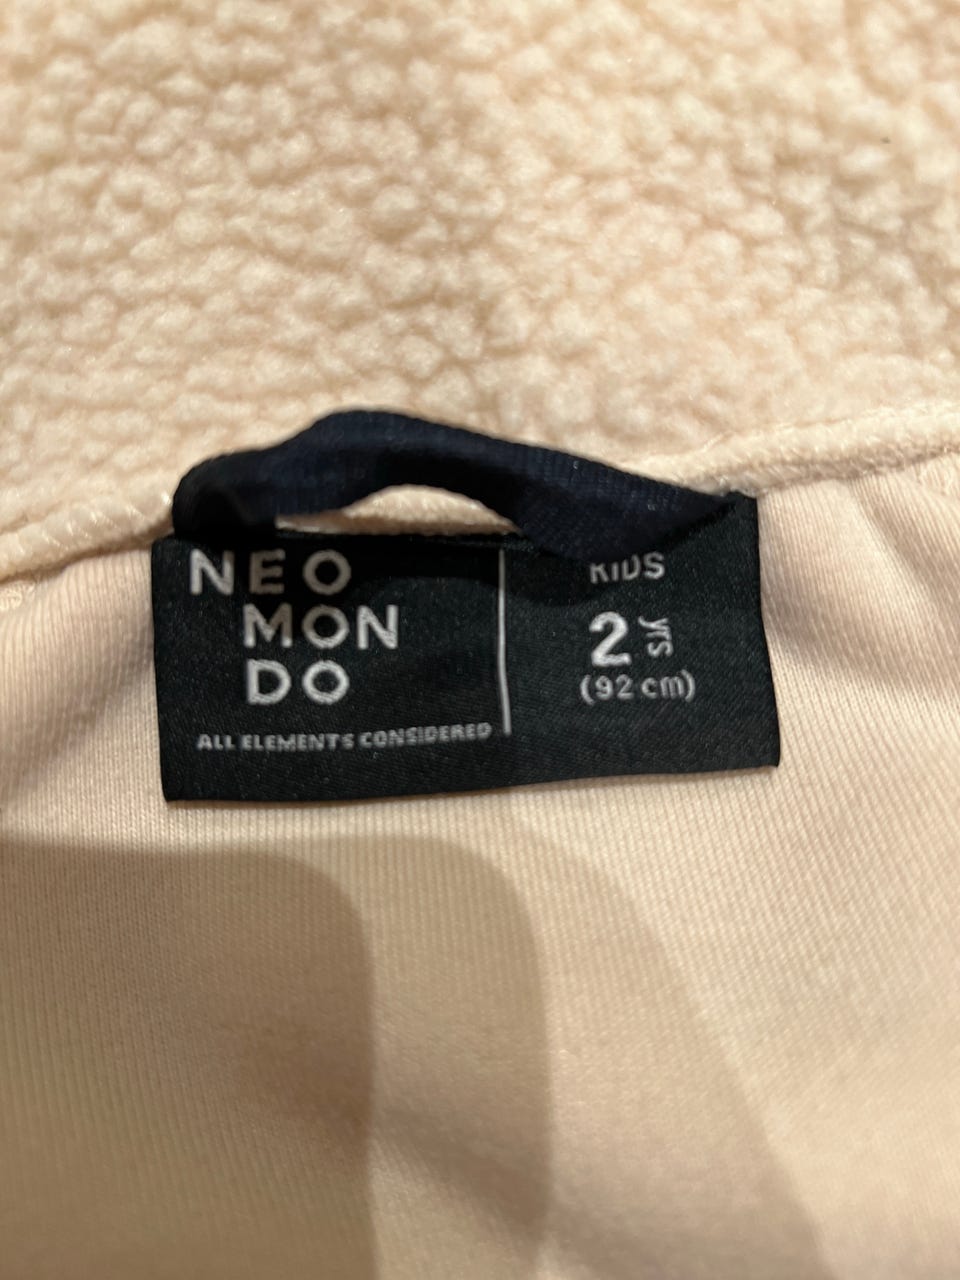 NEO
MON
DO
ALL ELEMENTS CONSIDERED
KIDS
2 yrs
(92 cm)